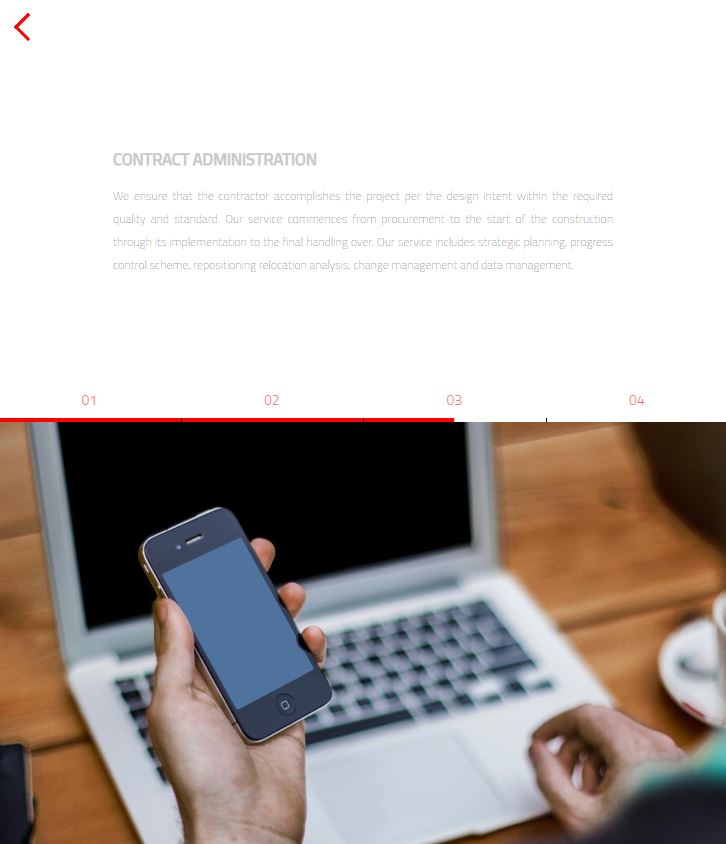 CONTRACT ADMINISTRATION
We ensure that the contractor accomplishes the project per the design intent within the required
quality and standard. Our service commences from procurement to the start of the construction
through its implementation to the final handling over. Our service includes strategic planning, progress
control scheme, repositioning relocation analysis, change management and data management.
01 02 03 04